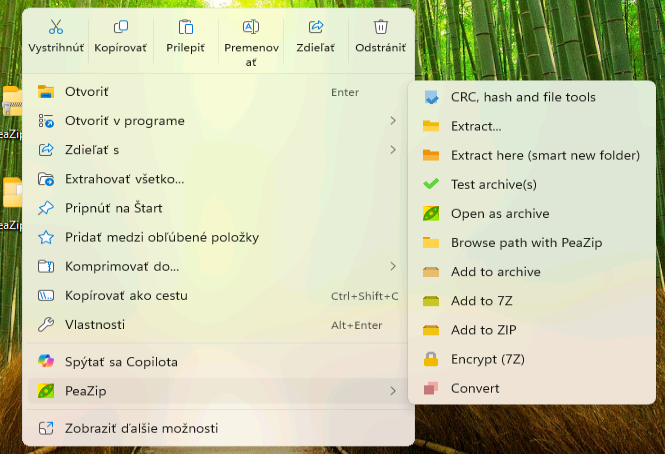 Vystrihnúť
Kopírovať
Prilepiť
Premenov
ať
Zdieľať
Odstrániť
Otvoriť Enter
Otvoriť v programe
Zdieľať s
Extrahovať všetko...
Pripnúť na Štart
Pridať medzi obľúbené položky
Komprimovať do...
Kopírovať ako cestu Ctrl+Shift+C
Vlastnosti Alt+Enter
Spýtať sa Copilota
PeaZip
Zobraziť ďalšie možnosti
CRC, hash and file tools
Extract...
Extract here (smart new folder)
Test archive(s)
Open as archive
Browse path with PeaZip
Add to archive
Add to 7Z
Add to ZIP
Encrypt (7Z)
Convert